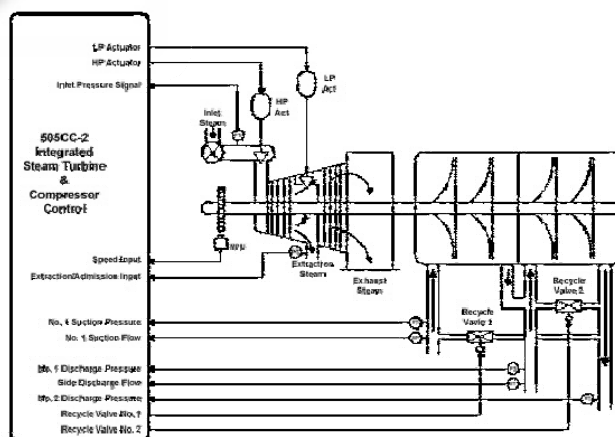 LP Actuator
HP Actuator
Inlet Pressure Signal
505CC-2
Integrated
Steam Turbine
&
Compressor
Control
Speed Input
Extraction/Admission Input
No. 1 Suction Pressure
No. 1 Suction Flow
No. 1 Discharge Pressure
Side Discharge Flow
No. 2 Discharge Pressure
Recycle Valve No. 1
Recycle Valve No. 2
Inlet
Steam
HP
Act
LP
Act
MPU
Extraction
Steam
Exhaust
Steam
Recycle
Valve 1
Recycle
Valve 2